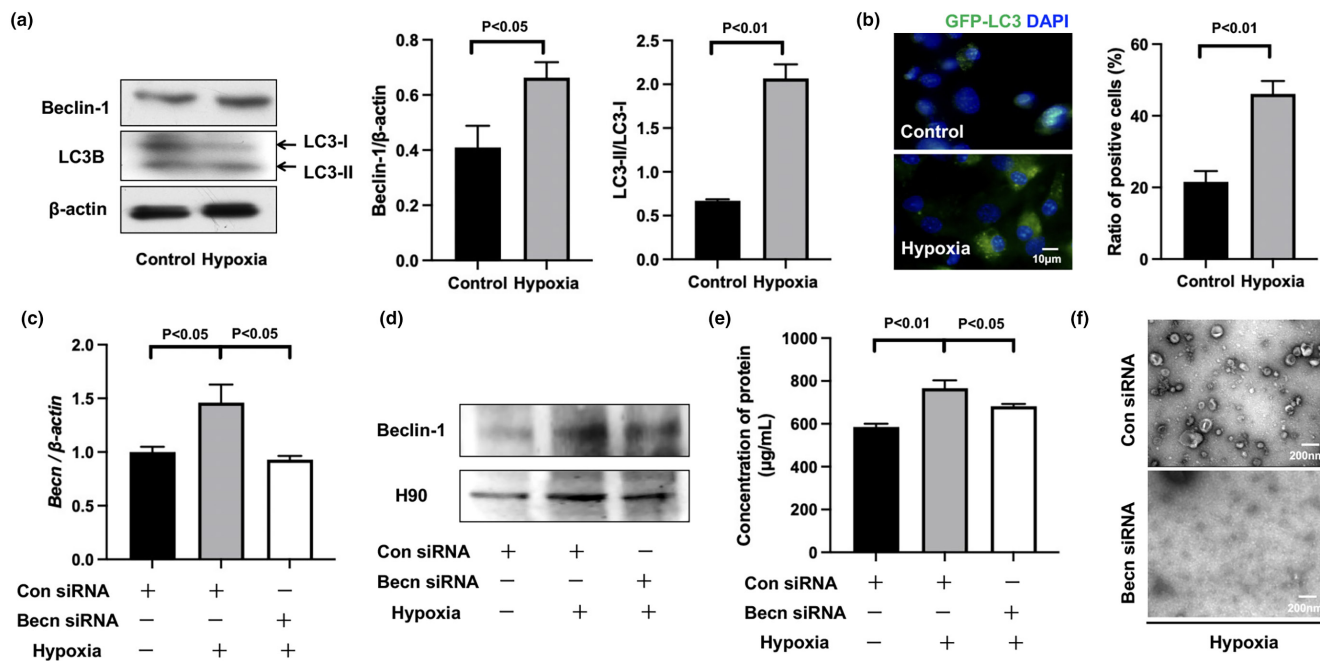 (a)
Beclin-1
LC3B
LC3-I
LC3-II
β-actin
Control Hypoxia
P<0.05
Beclin-1/β-actin
0.8
0.6
0.4
0.2
0.0
Control Hypoxia
P<0.01
LC3-II/LC3-I
2.5
2.0
1.5
1.0
0.5
0.0
Control Hypoxia
(b)
GFP-LC3 DAPI
Control
Hypoxia
10μm
P<0.01
Ratio of positive cells (%)
60
40
20
0
Control Hypoxia
(c)
P<0.05 P<0.05
Becn / β-actin
2.0
1.5
1.0
0.5
0.0
Con siRNA + + −
Becn siRNA − − +
Hypoxia − + +
(d)
Beclin-1
H90
Con siRNA + + −
Becn siRNA − − +
Hypoxia − + +
(e)
P<0.01 P<0.05
Concentration of protein
(μg/mL)
1000
800
600
400
200
0
Con siRNA + + −
Becn siRNA − − +
Hypoxia − + +
(f)
Con siRNA
200nm
Becn siRNA
200nm
Hypoxia